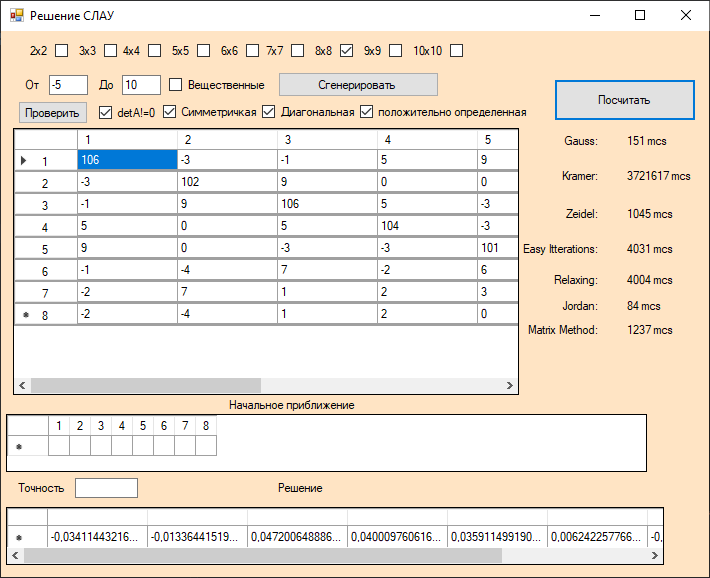 Решение СЛАУ
2x2 3x3 4x4 5x5 6x6 7x7 8x8 9x9 10x10
От -5 До 10 Вещественные Сгенерировать
Посчитать
Проверить detA!=0 Симметричкая Диагональная положительно определенная
1 2 3 4 5
1 106 -3 -1 5 9
2 -3 102 9 0 0
3 -1 9 106 5 -3
4 5 0 5 104 -3
5 9 0 -3 -3 101
6 -1 -4 7 -2 6
7 -2 7 1 2 3
8 -2 -4 1 2 0
Gauss: 151 mcs
Kramer: 3721617 mcs
Zeidel: 1045 mcs
Easy Itterations: 4031 mcs
Relaxing: 4004 mcs
Jordan: 84 mcs
Matrix Method: 1237 mcs
Начальное приближение
1 2 3 4 5 6 7 8
Точность Решение
-0,03411443216... -0,01336441519... 0,047200648886... 0,040009760616... 0,035911499190... 0,006242257766... -0,